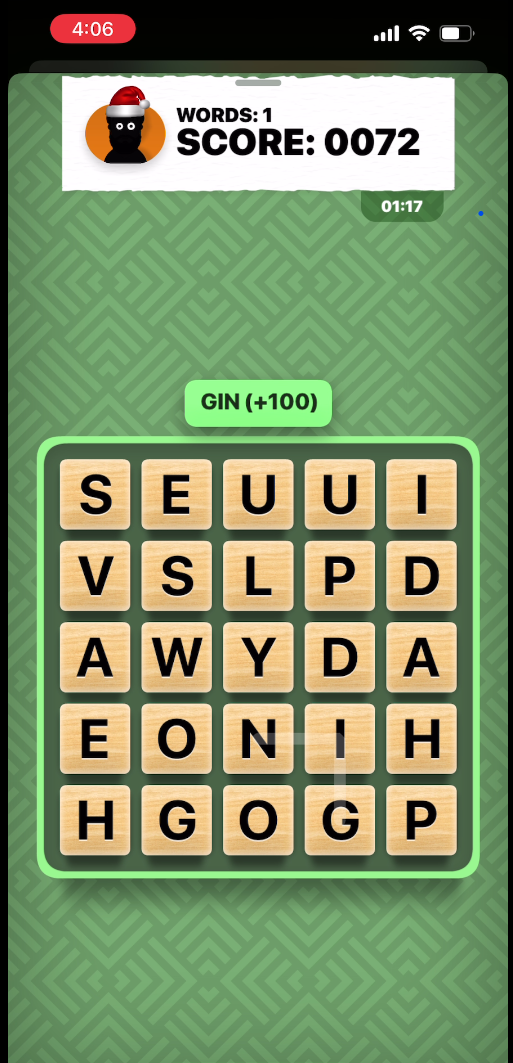 4:06
WORDS: 1
SCORE: 0072
01:17
GIN (+100)
S E U U I
V S L P D
A W Y D A
E O N I H
H G O G P